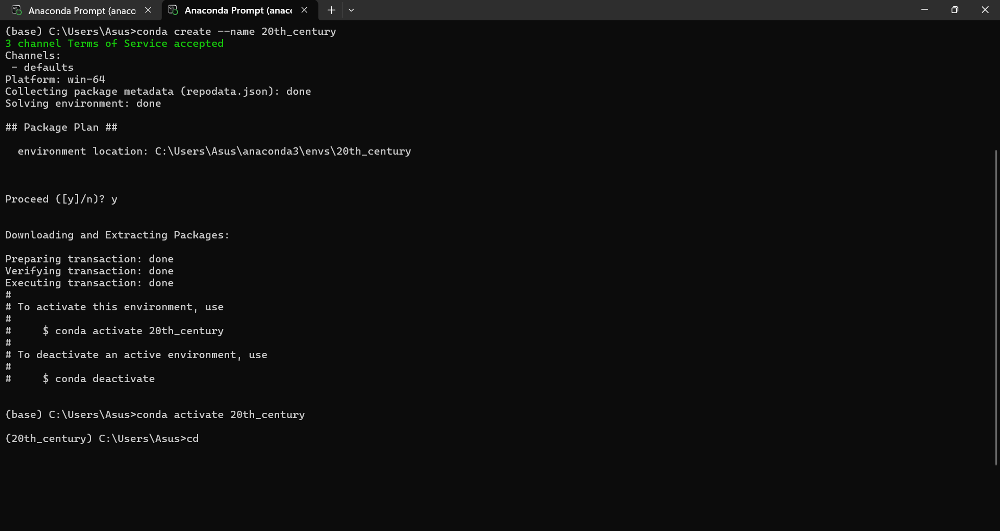 Anaconda Prompt (anaco
Anaconda Prompt (anac
(base) C:\Users\Asus>conda create --name 20th_century
3 channel Terms of Service accepted
Channels:
 - defaults
Platform: win-64
Collecting package metadata (repodata.json): done
Solving environment: done
## Package Plan ##
  environment location: C:\Users\Asus\anaconda3\envs\20th_century
Proceed ([y]/n)? y
Downloading and Extracting Packages:
Preparing transaction: done
Verifying transaction: done
Executing transaction: done
#
# To activate this environment, use
#
#     $ conda activate 20th_century
#
# To deactivate an active environment, use
#
#     $ conda deactivate
(base) C:\Users\Asus>conda activate 20th_century
(20th_century) C:\Users\Asus>cd